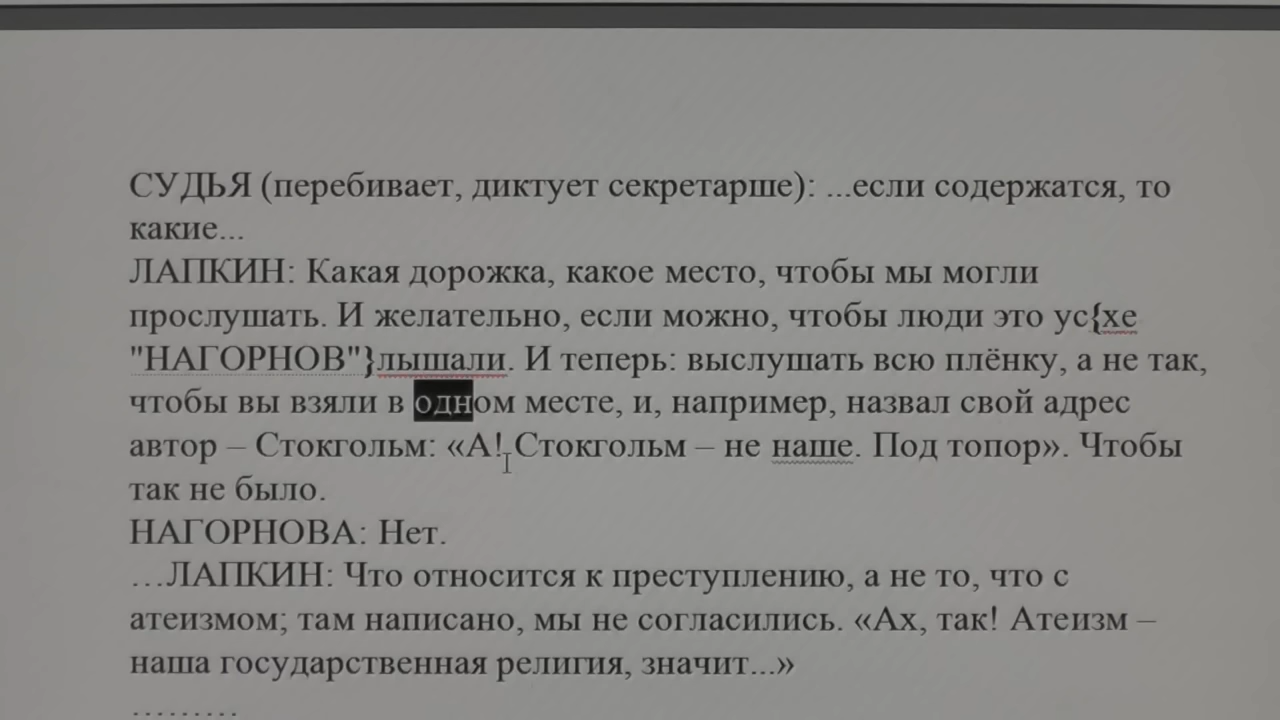 СУДЬЯ (перебивает, диктует секретарше): ...если содержатся, то
какие...
ЛАПКИН: Какая дорожка, какое место, чтобы мы могли
прослушать. И желательно, если можно, чтобы люди это ус{хе
"НАГОРНОВ"}лышали. И теперь: выслушать всю плёнку, а не так,
чтобы вы взяли в одном месте, и, например, назвал свой адрес
автор – Стокгольм: «А! Стокгольм – не наше. Под топор». Чтобы
так не было.
НАГОРНОВА: Нет.
…ЛАПКИН: Что относится к преступлению, а не то, что с
атеизмом; там написано, мы не согласились. «Ах, так! Атеизм –
наша государственная религия, значит...»
………